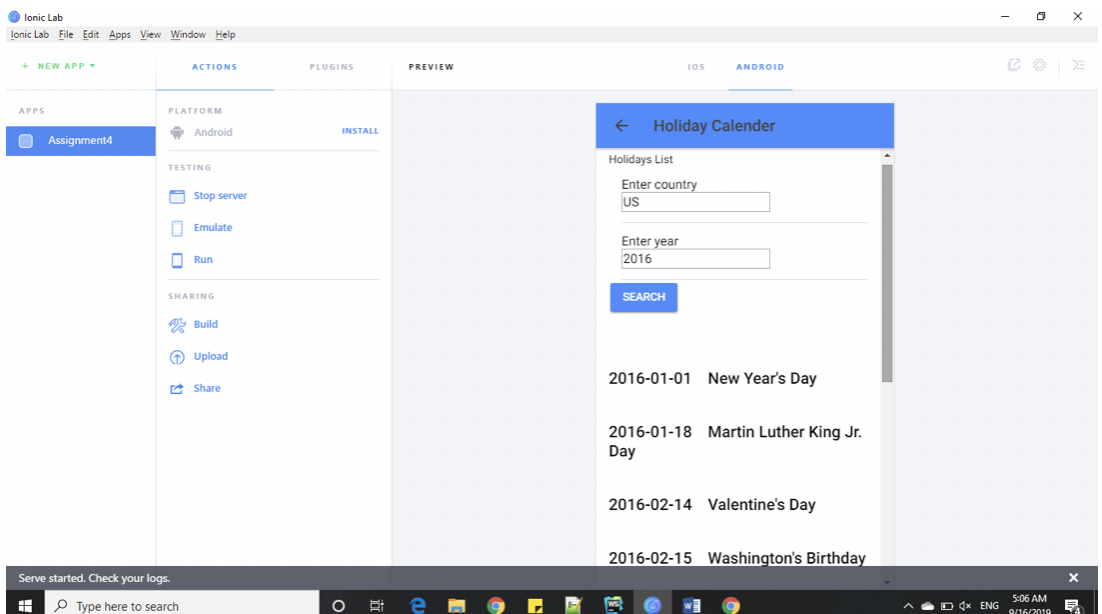 Ionic Lab
Ionic Lab File Edit Apps View Window Help
+ NEW APP
ACTIONS PLUGINS
PREVIEW
IOS ANDROID
APPS
Assignment4
PLATFORM
Android INSTALL
TESTING
Stop server
Emulate
Run
SHARING
Build
Upload
Share
Holiday Calender
Holidays List
Enter country
US
Enter year
2016
SEARCH
2016-01-01 New Year's Day
2016-01-18 Martin Luther King Jr.
Day
2016-02-14 Valentine's Day
2016-02-15 Washington's Birthday
Serve started. Check your logs.
Type here to search
ENG
5:06 AM
9/16/2019
4